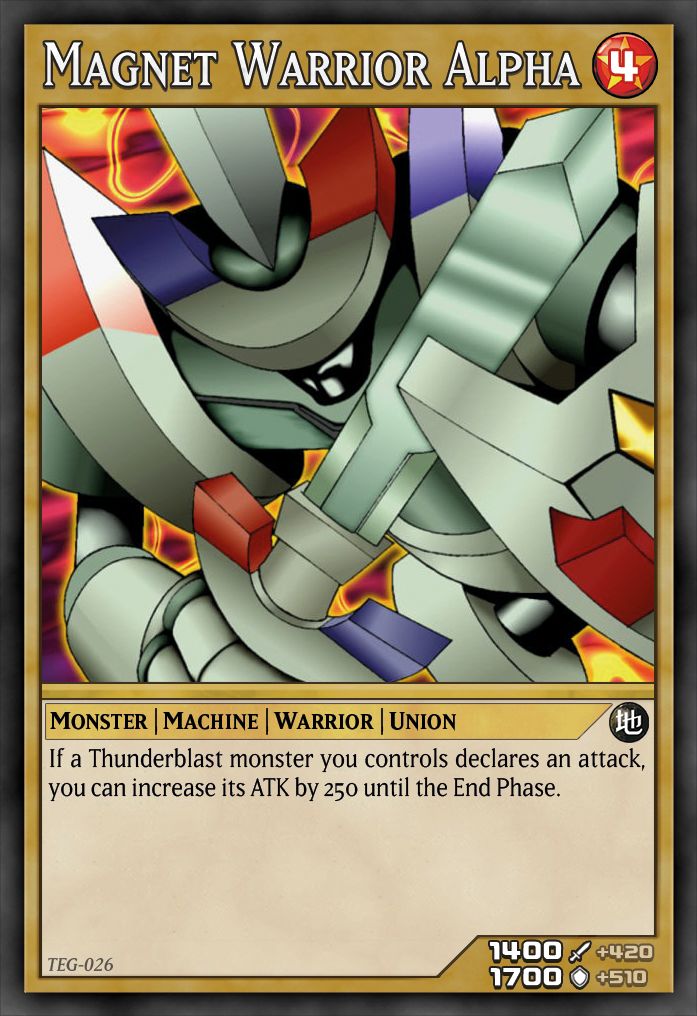 Magnet Warrior Alpha 4
Monster | Machine | Warrior | Union 地
If a Thunderblast monster you controls declares an attack,
you can increase its ATK by 250 until the End Phase.
1400 +420
TEG-026 1700 +510